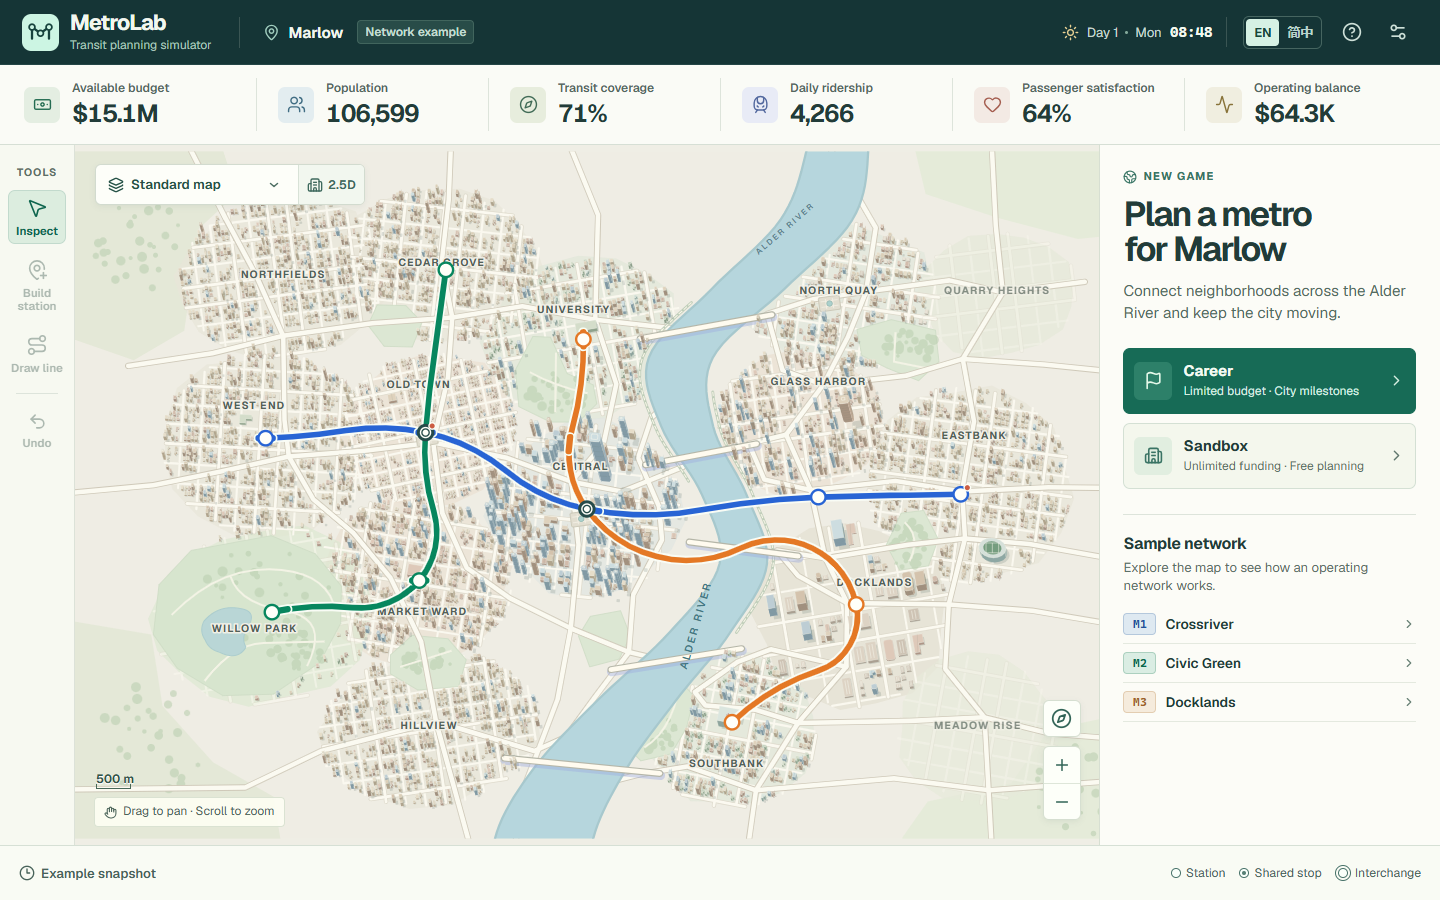 MetroLab
Transit planning simulator
Marlow
Network example
Day 1 • Mon 08:48
EN
简中
Available budget
$15.1M
Population
106,599
Transit coverage
71%
Daily ridership
4,266
Passenger satisfaction
64%
Operating balance
$64.3K
TOOLS
Inspect
Build
station
Draw line
Undo
Standard map
2.5D
ALDER RIVER
CEDAR GROVE
NORTHFIELDS
NORTH QUAY
QUARRY HEIGHTS
UNIVERSITY
OLD TOWN
GLASS HARBOR
WEST END
EASTBANK
CENTRAL
DOCKLANDS
MARKET WARD
WILLOW PARK
ALDER RIVER
HILLVIEW
MEADOW RISE
SOUTHBANK
500 m
Drag to pan · Scroll to zoom
NEW GAME
Plan a metro
for Marlow
Connect neighborhoods across the Alder
River and keep the city moving.
Career
Limited budget · City milestones
Sandbox
Unlimited funding · Free planning
Sample network
Explore the map to see how an operating
network works.
M1 Crossriver
M2 Civic Green
M3 Docklands
Example snapshot
Station
Shared stop
Interchange